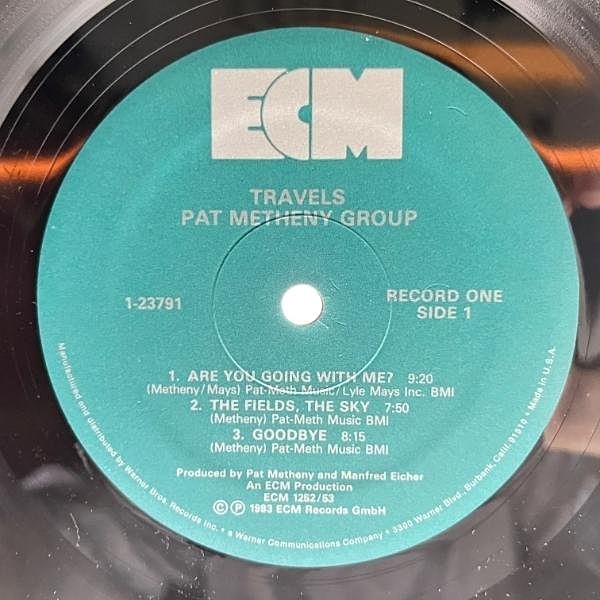 ECM
TRAVELS
PAT METHENY GROUP
1-23791
RECORD ONE
SIDE 1
1. ARE YOU GOING WITH ME? 9:20
(Metheny/Mays) Pat-Meth Music/Lyle Mays Inc. BMI
2. THE FIELDS, THE SKY 7:50
(Metheny) Pat-Meth Music BMI
3. GOODBYE 8:15
(Metheny) Pat-Meth Music BMI
Produced by Pat Metheny and Manfred Eicher
An ECM Production
ECM 1252/53
© ℗ 1983 ECM Records GmbH
Manufactured and distributed by Warner Bros. Records Inc. • a Warner Communications Company • 3300 Warner Blvd., Burbank, Calif. 91510 • Made in U.S.A.